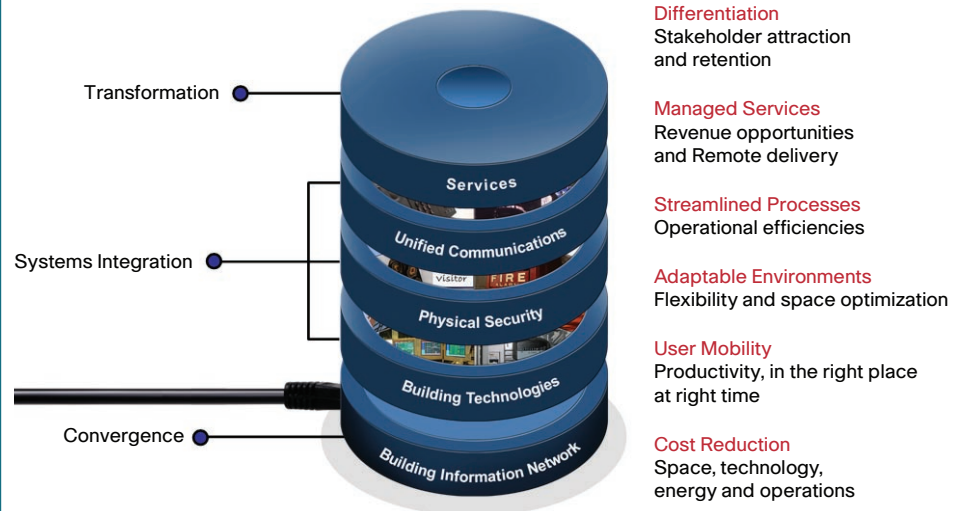 Transformation
Systems Integration
Convergence
Services
Unified Communications
visitor
FIRE
Physical Security
Building Technologies
Building Information Network
Differentiation
Stakeholder attraction
and retention
Managed Services
Revenue opportunities
and Remote delivery
Streamlined Processes
Operational efficiencies
Adaptable Environments
Flexibility and space optimization
User Mobility
Productivity, in the right place
at right time
Cost Reduction
Space, technology,
energy and operations